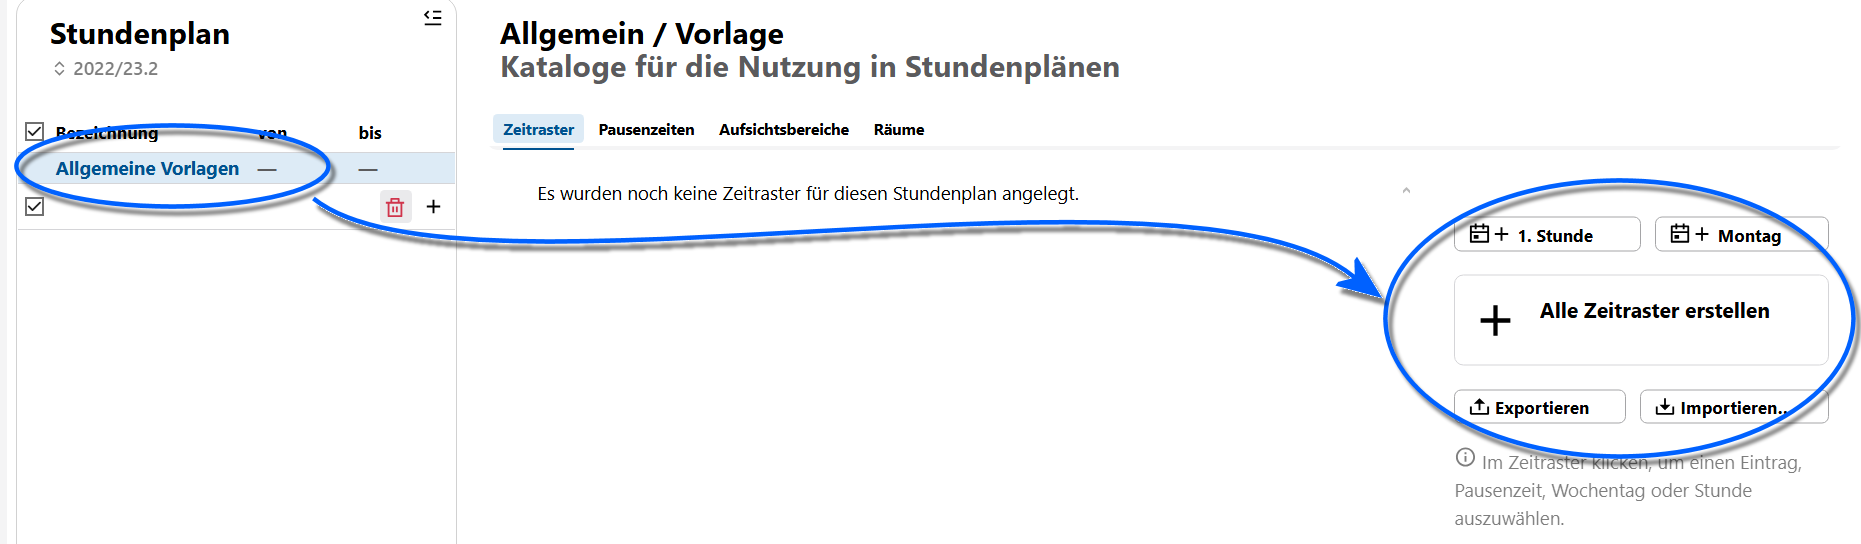 Stundenplan
2022/23.2
Bezeichnung von bis
Allgemeine Vorlagen — —
Allgemein / Vorlage
Kataloge für die Nutzung in Stundenplänen
Zeitraster Pausenzeiten Aufsichtsbereiche Räume
Es wurden noch keine Zeitraster für diesen Stundenplan angelegt.
1. Stunde Montag
Alle Zeitraster erstellen
Exportieren Importieren..
Im Zeitraster klicken, um einen Eintrag,
Pausenzeit, Wochentag oder Stunde
auszuwählen.